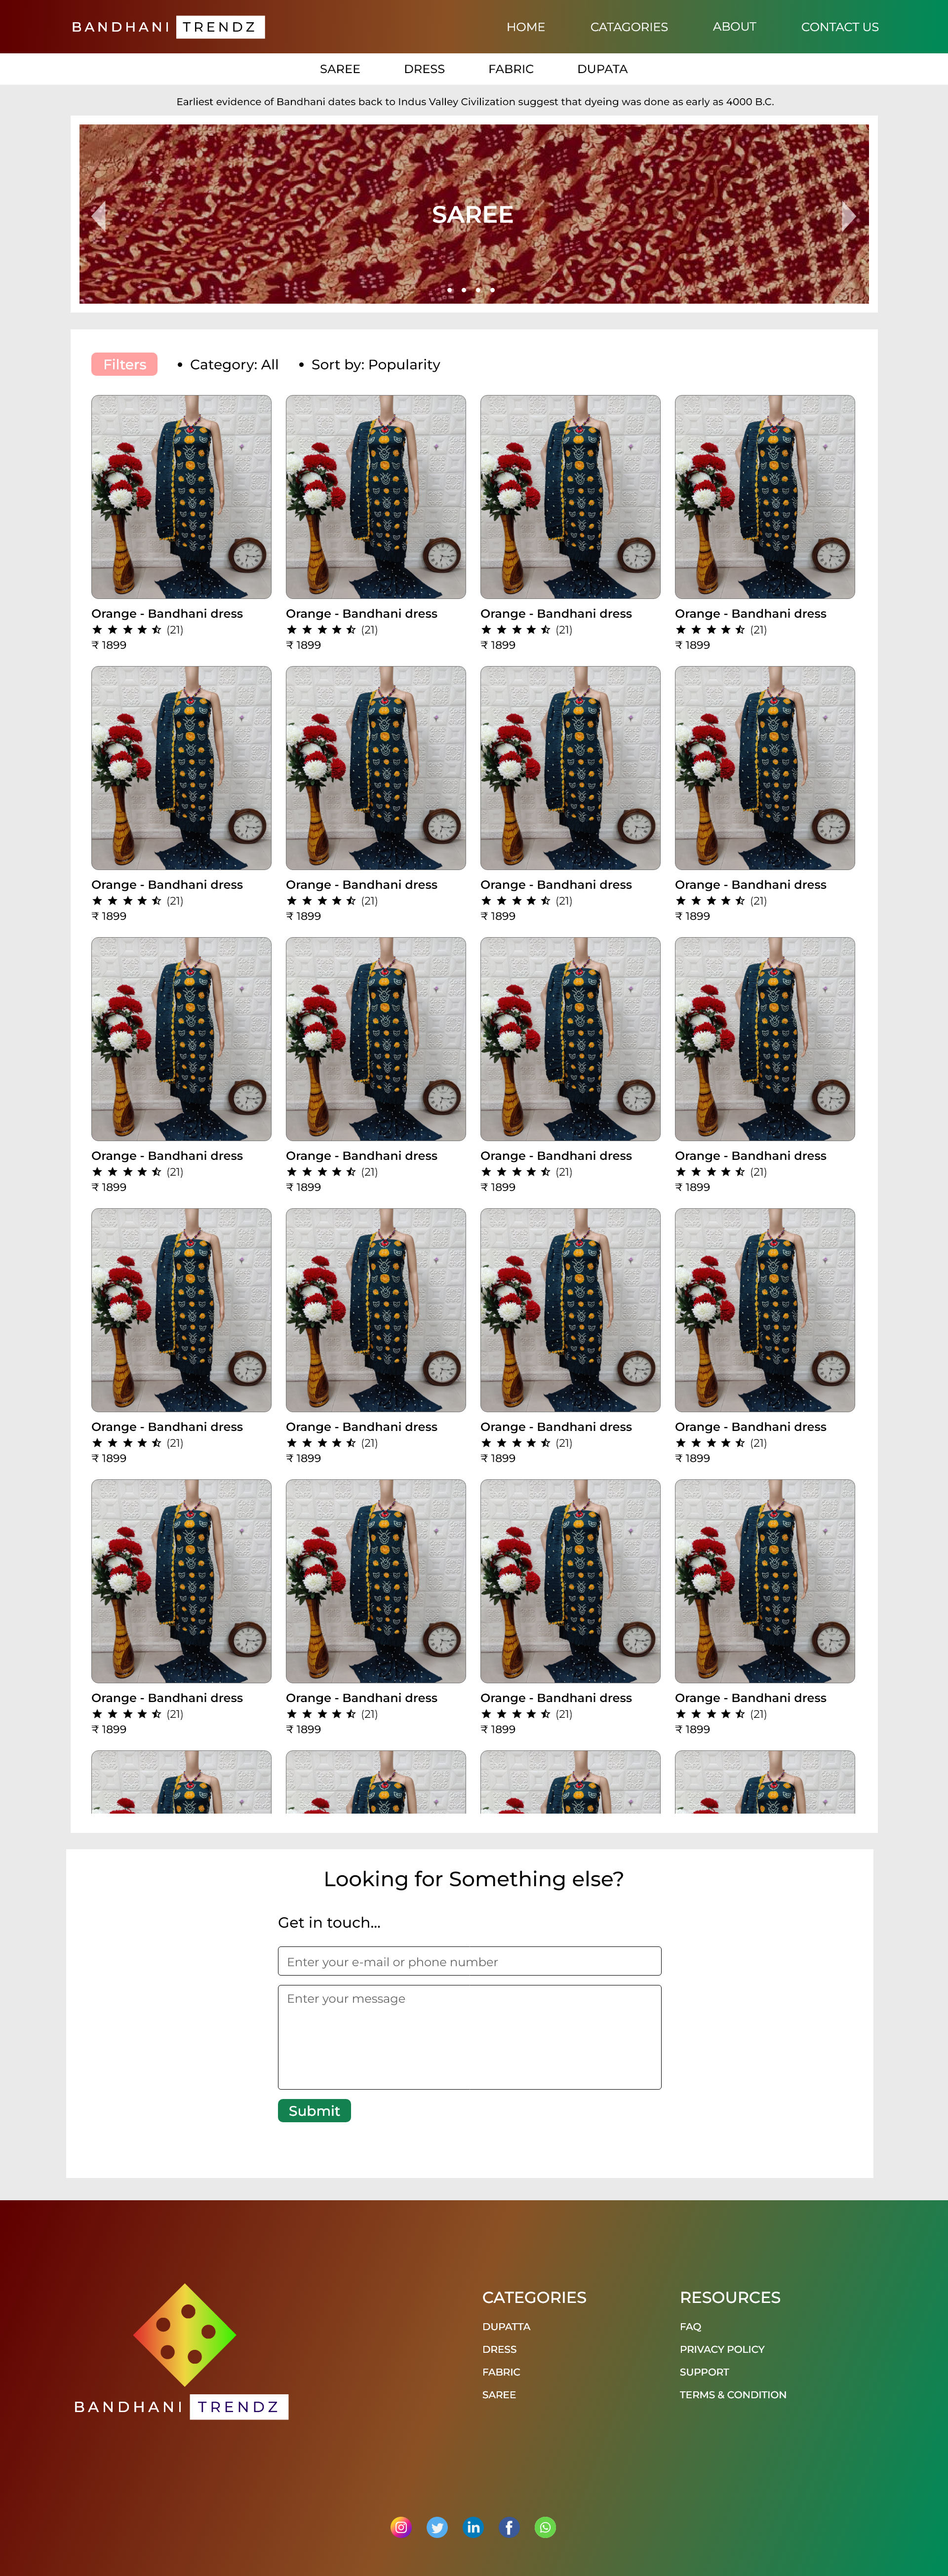 BANDHANI TRENDZ
HOME CATAGORIES ABOUT CONTACT US
SAREE DRESS FABRIC DUPATA
Earliest evidence of Bandhani dates back to Indus Valley Civilization suggest that dyeing was done as early as 4000 B.C.
SAREE
Filters • Category: All • Sort by: Popularity
Orange - Bandhani dress Orange - Bandhani dress Orange - Bandhani dress Orange - Bandhani dress
(21) (21) (21) (21)
₹ 1899 ₹ 1899 ₹ 1899 ₹ 1899
Orange - Bandhani dress Orange - Bandhani dress Orange - Bandhani dress Orange - Bandhani dress
(21) (21) (21) (21)
₹ 1899 ₹ 1899 ₹ 1899 ₹ 1899
Orange - Bandhani dress Orange - Bandhani dress Orange - Bandhani dress Orange - Bandhani dress
(21) (21) (21) (21)
₹ 1899 ₹ 1899 ₹ 1899 ₹ 1899
Orange - Bandhani dress Orange - Bandhani dress Orange - Bandhani dress Orange - Bandhani dress
(21) (21) (21) (21)
₹ 1899 ₹ 1899 ₹ 1899 ₹ 1899
Orange - Bandhani dress Orange - Bandhani dress Orange - Bandhani dress Orange - Bandhani dress
(21) (21) (21) (21)
₹ 1899 ₹ 1899 ₹ 1899 ₹ 1899
Looking for Something else?
Get in touch...
Enter your e-mail or phone number
Enter your message
Submit
CATEGORIES
DUPATTA
DRESS
FABRIC
SAREE
RESOURCES
FAQ
PRIVACY POLICY
SUPPORT
TERMS & CONDITION
BANDHANI TRENDZ